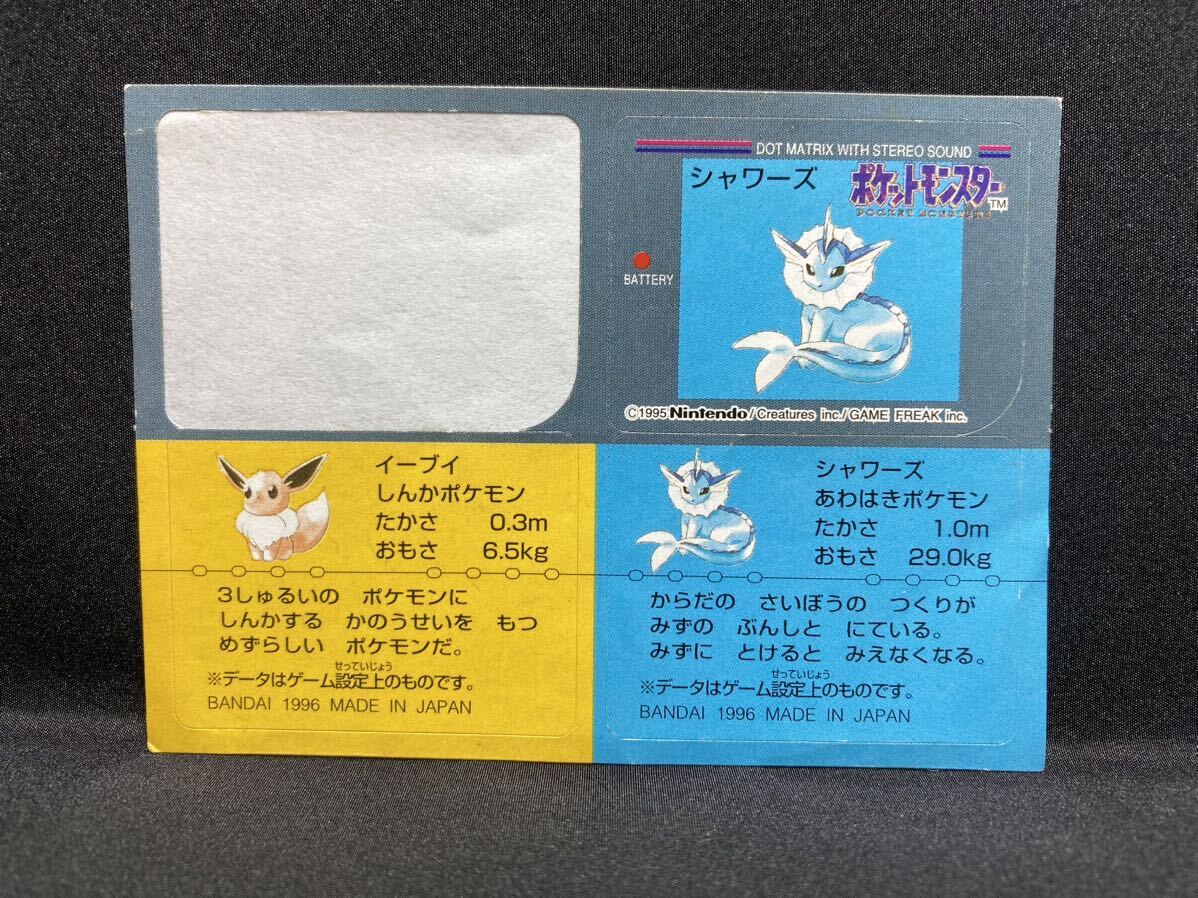 DOT MATRIX WITH STEREO SOUND
シャワーズ
ポケットモンスター TM
POCKET MONSTERS
BATTERY
©1995 Nintendo/Creatures inc./GAME FREAK inc.
イーブイ
しんかポケモン
たかさ 0.3m
おもさ 6.5kg
3しゅるいの ポケモンに
しんかする かのうせいを もつ
めずらしい ポケモンだ。
せっていじょう
※データはゲーム設定上のものです。
BANDAI 1996 MADE IN JAPAN
シャワーズ
あわはきポケモン
たかさ 1.0m
おもさ 29.0kg
からだの さいぼうの つくりが
みずの ぶんしと にている。
みずに とけると みえなくなる。
せっていじょう
※データはゲーム設定上のものです。
BANDAI 1996 MADE IN JAPAN